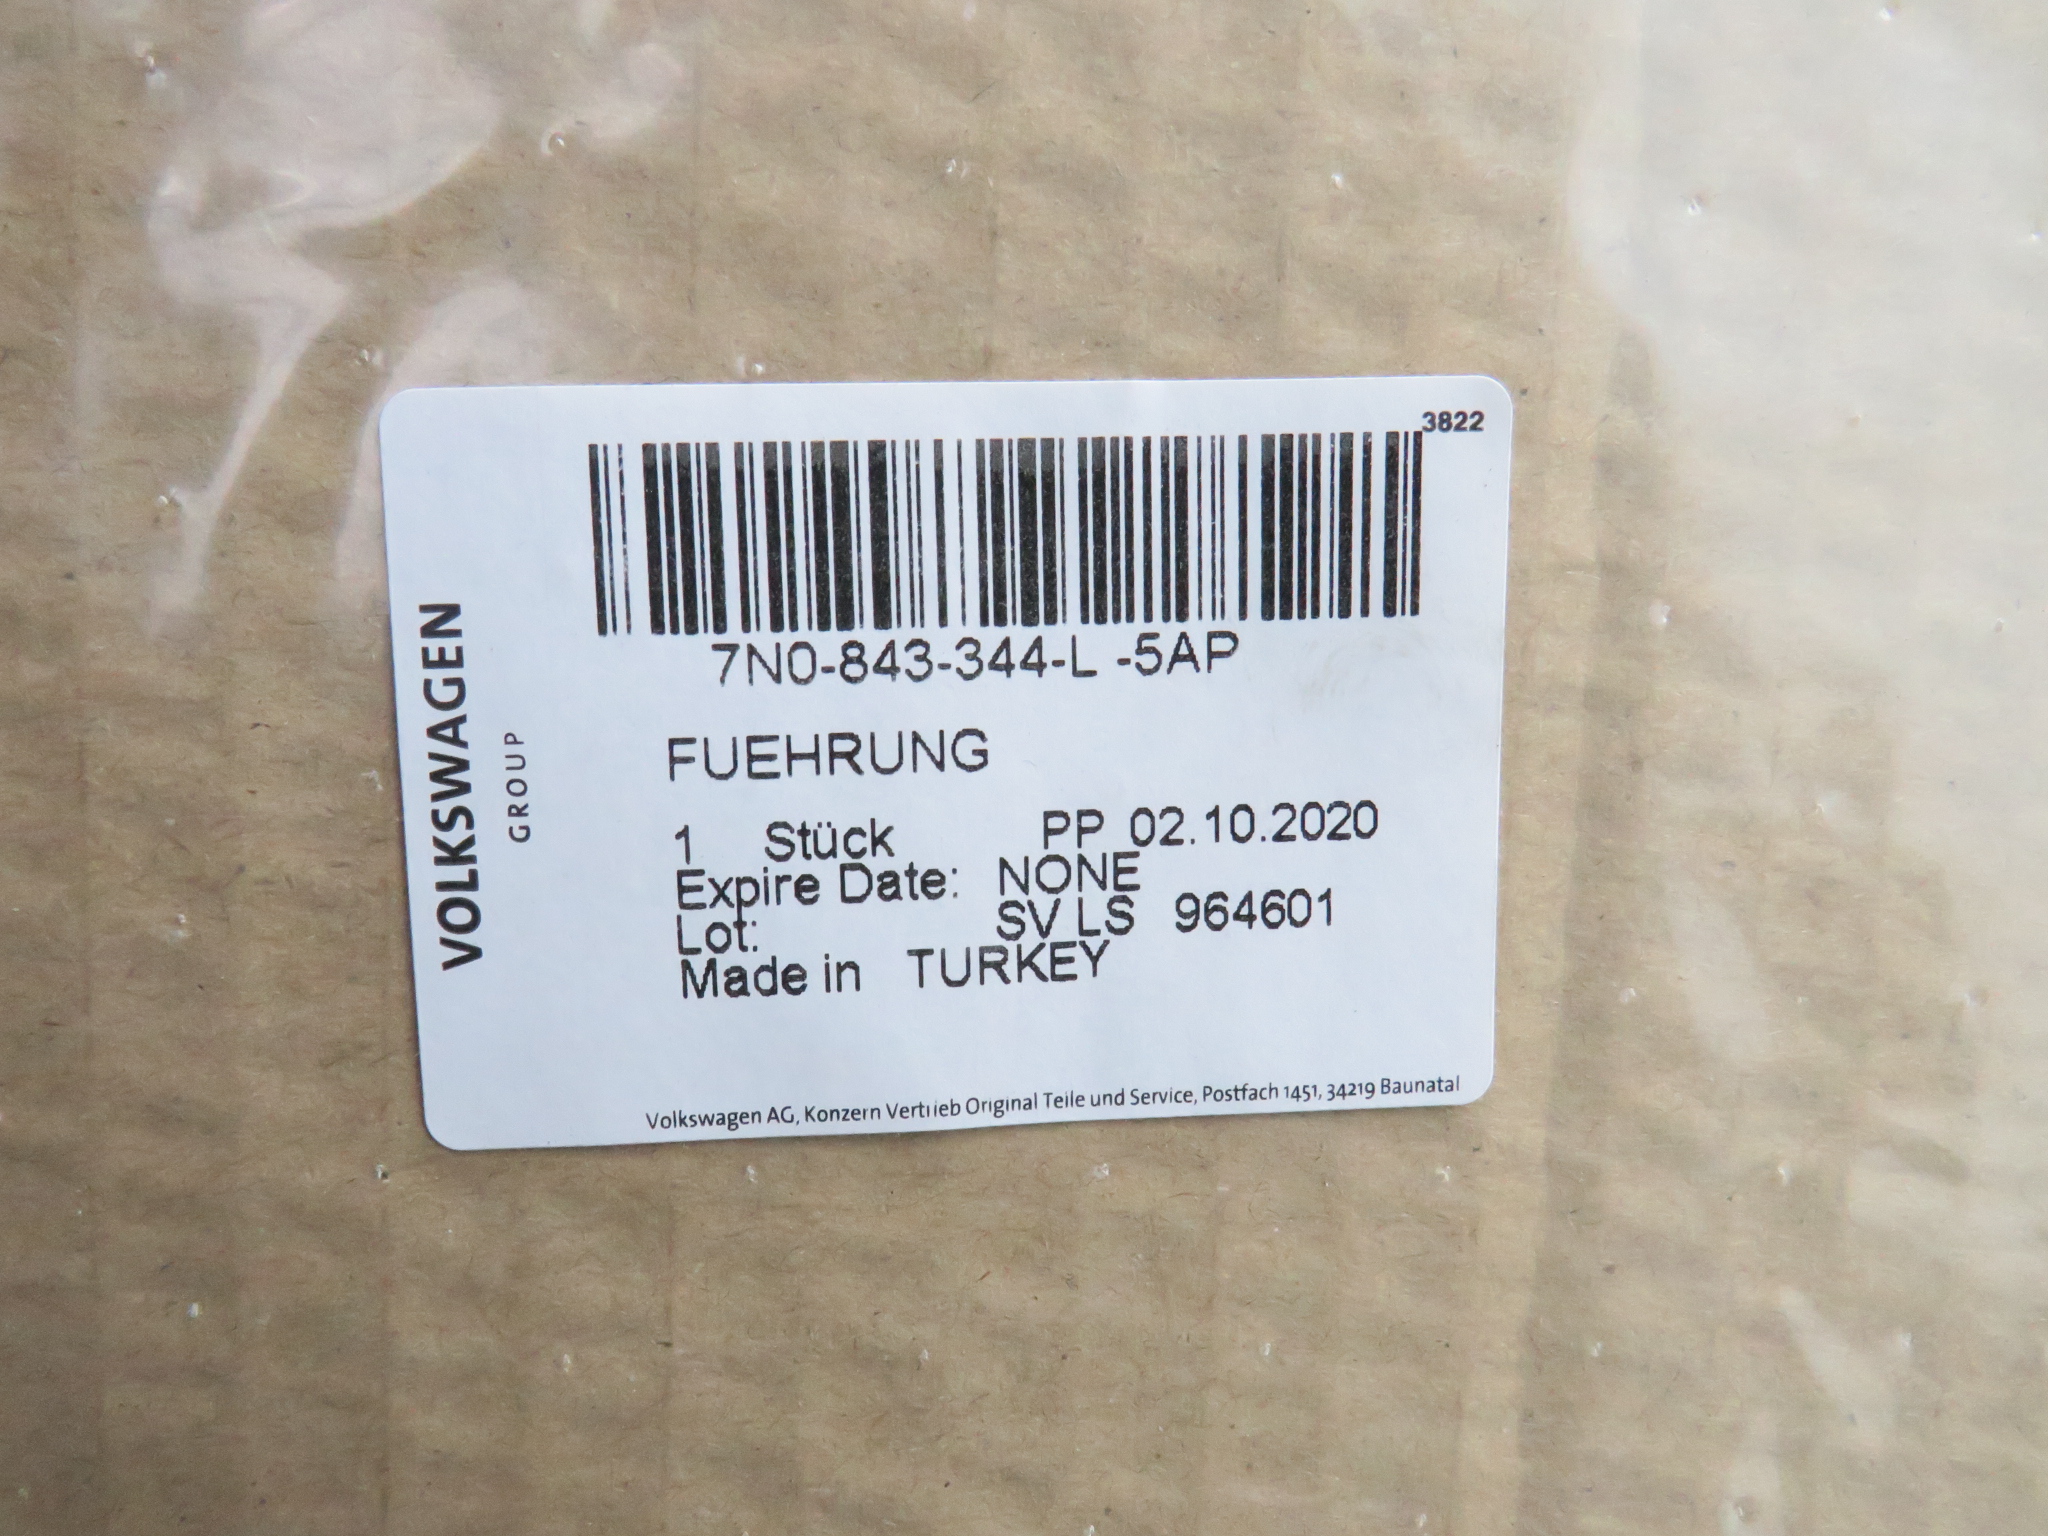 3822
7N0-843-344-L -5AP
FUEHRUNG
1 Stück PP 02.10.2020
Expire Date: NONE
Lot: SV LS 964601
Made in TURKEY
VOLKSWAGEN
GROUP
Volkswagen AG, Konzern Vertrieb Original Teile und Service, Postfach 1451, 34219 Baunatal